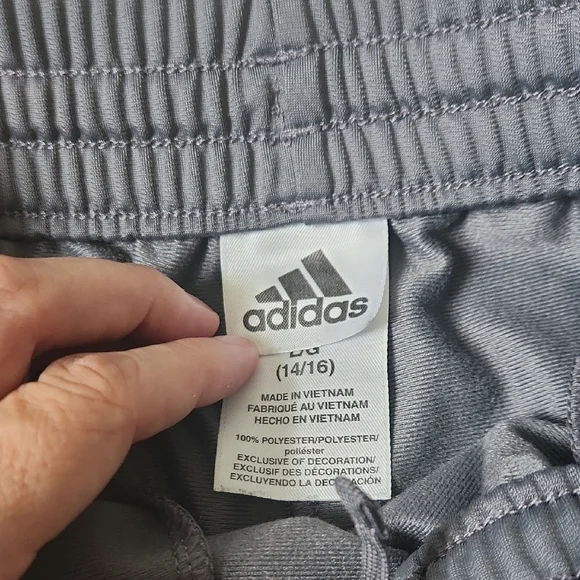 adidas
L/G
(14/16)
MADE IN VIETNAM
FABRIQUÉ AU VIETNAM
HECHO EN VIETNAM
100% POLYESTER/POLYESTER/
poliéster
EXCLUSIVE OF DECORATION/
EXCLUSIF DES DÉCORATIONS/
EXCLUYENDO LA DECORACIÓN